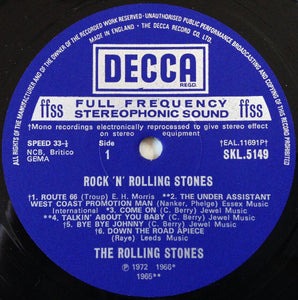 MADE IN ENGLAND · THE DECCA RECORD CO. LTD.
ALL RIGHTS OF THE MANUFACTURER AND OF THE OWNER OF THE RECORDED WORK RESERVED UNAUTHORISED PUBLIC PERFORMANCE BROADCASTING AND COPYING OF THIS RECORD PROHIBITED
DECCA
REGD.
ffss FULL FREQUENCY ffss
STEREOPHONIC SOUND
†Mono recordings electronically reprocessed to give stereo effect
on stereo equipment
SPEED 33⅓
NCB, Britico
GEMA
Side
1
†EAL.11691P†
SKL.5149
ROCK 'N' ROLLING STONES
†1. ROUTE 66 (Troup) E. H. Morris **2. THE UNDER ASSISTANT
WEST COAST PROMOTION MAN (Nanker, Phelge) Essex Music
International *3. COME ON (C. Berry) Jewel Music
**4. TALKIN' ABOUT YOU BABY (C. Berry) Jewel Music
†5. BYE BYE JOHNNY (C. Berry) Jewel Music
†6. DOWN THE ROAD APIECE
(Raye) Leeds Music
THE ROLLING STONES
℗ 1972 1966*
1965**